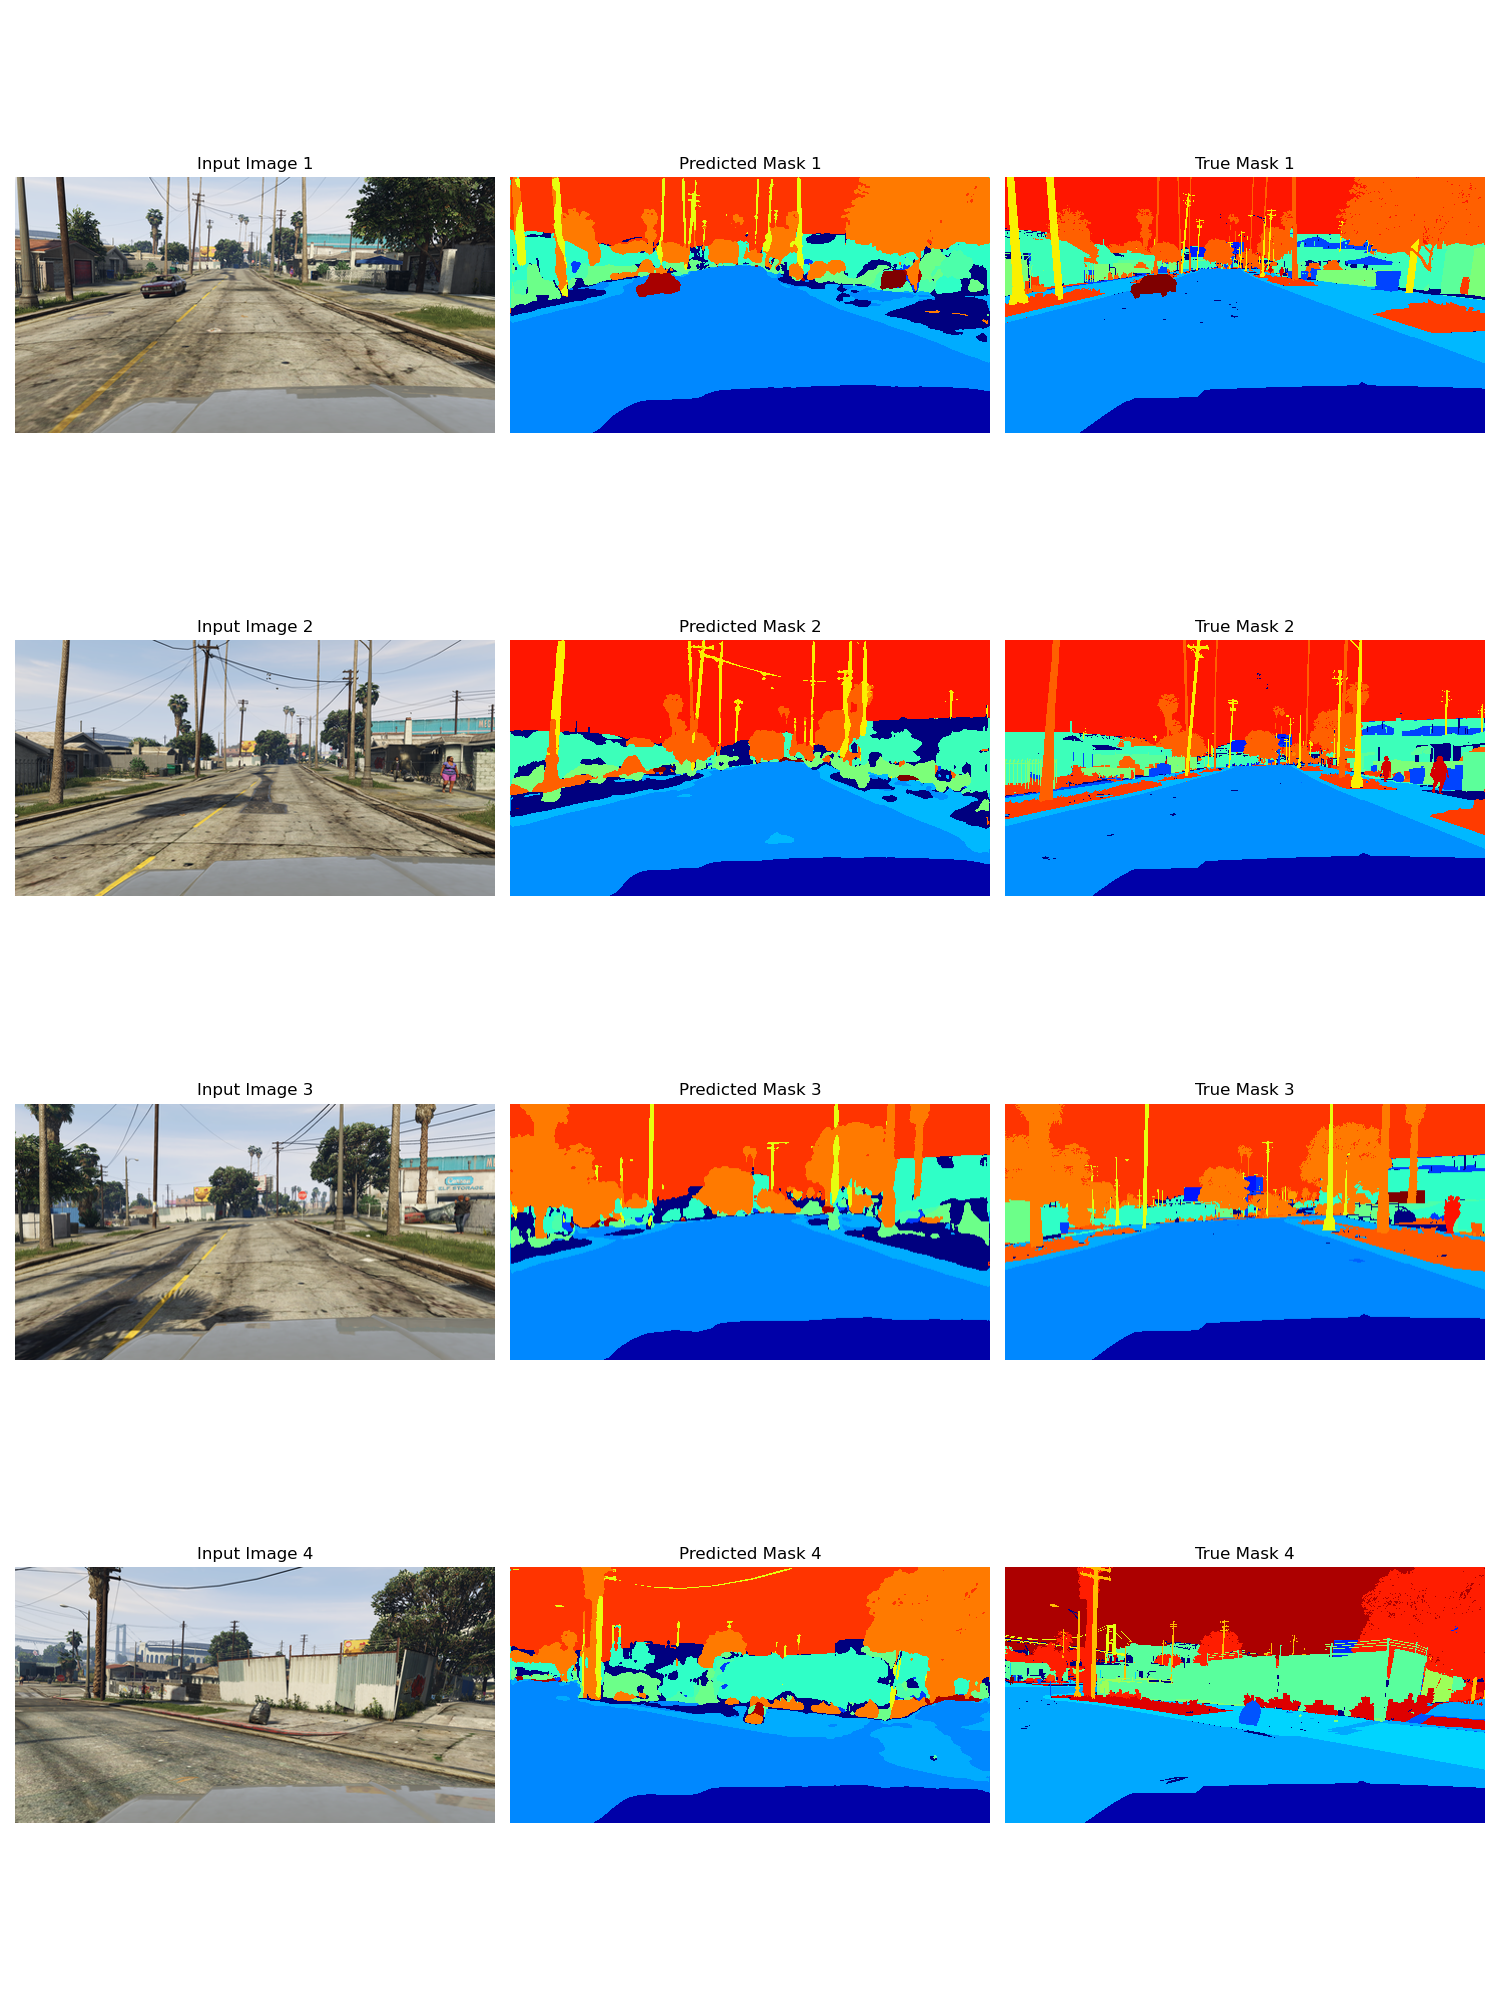 Input Image 1
Predicted Mask 1
True Mask 1
Input Image 2
Predicted Mask 2
True Mask 2
Input Image 3
Predicted Mask 3
True Mask 3
Input Image 4
Predicted Mask 4
True Mask 4